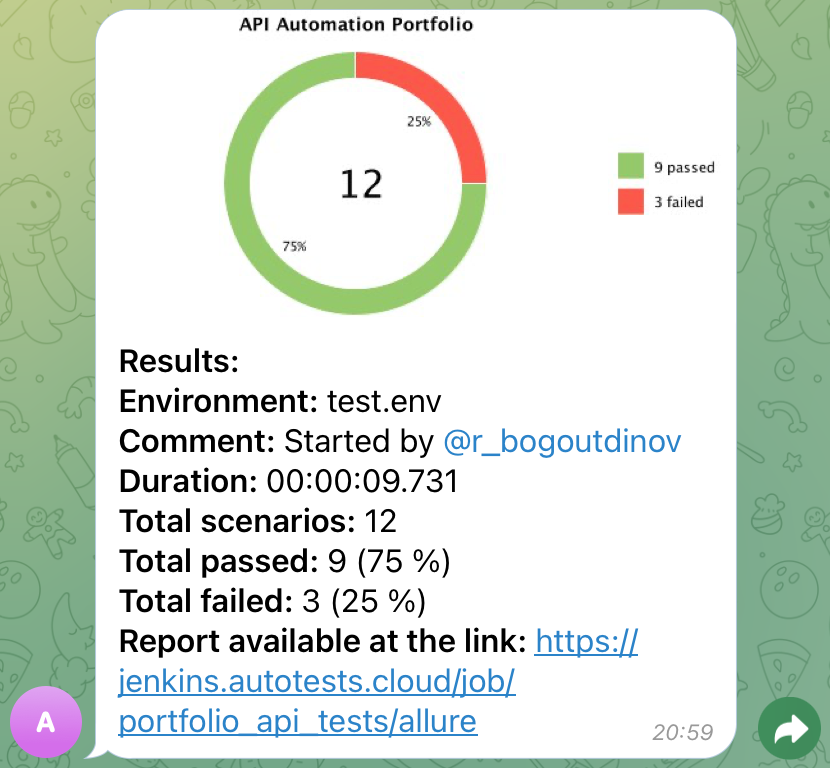 API Automation Portfolio
25%
12
75%
9 passed
3 failed
Results:
Environment: test.env
Comment: Started by @r_bogoutdinov
Duration: 00:00:09.731
Total scenarios: 12
Total passed: 9 (75 %)
Total failed: 3 (25 %)
Report available at the link: https://
jenkins.autotests.cloud/job/
portfolio_api_tests/allure
20:59
A